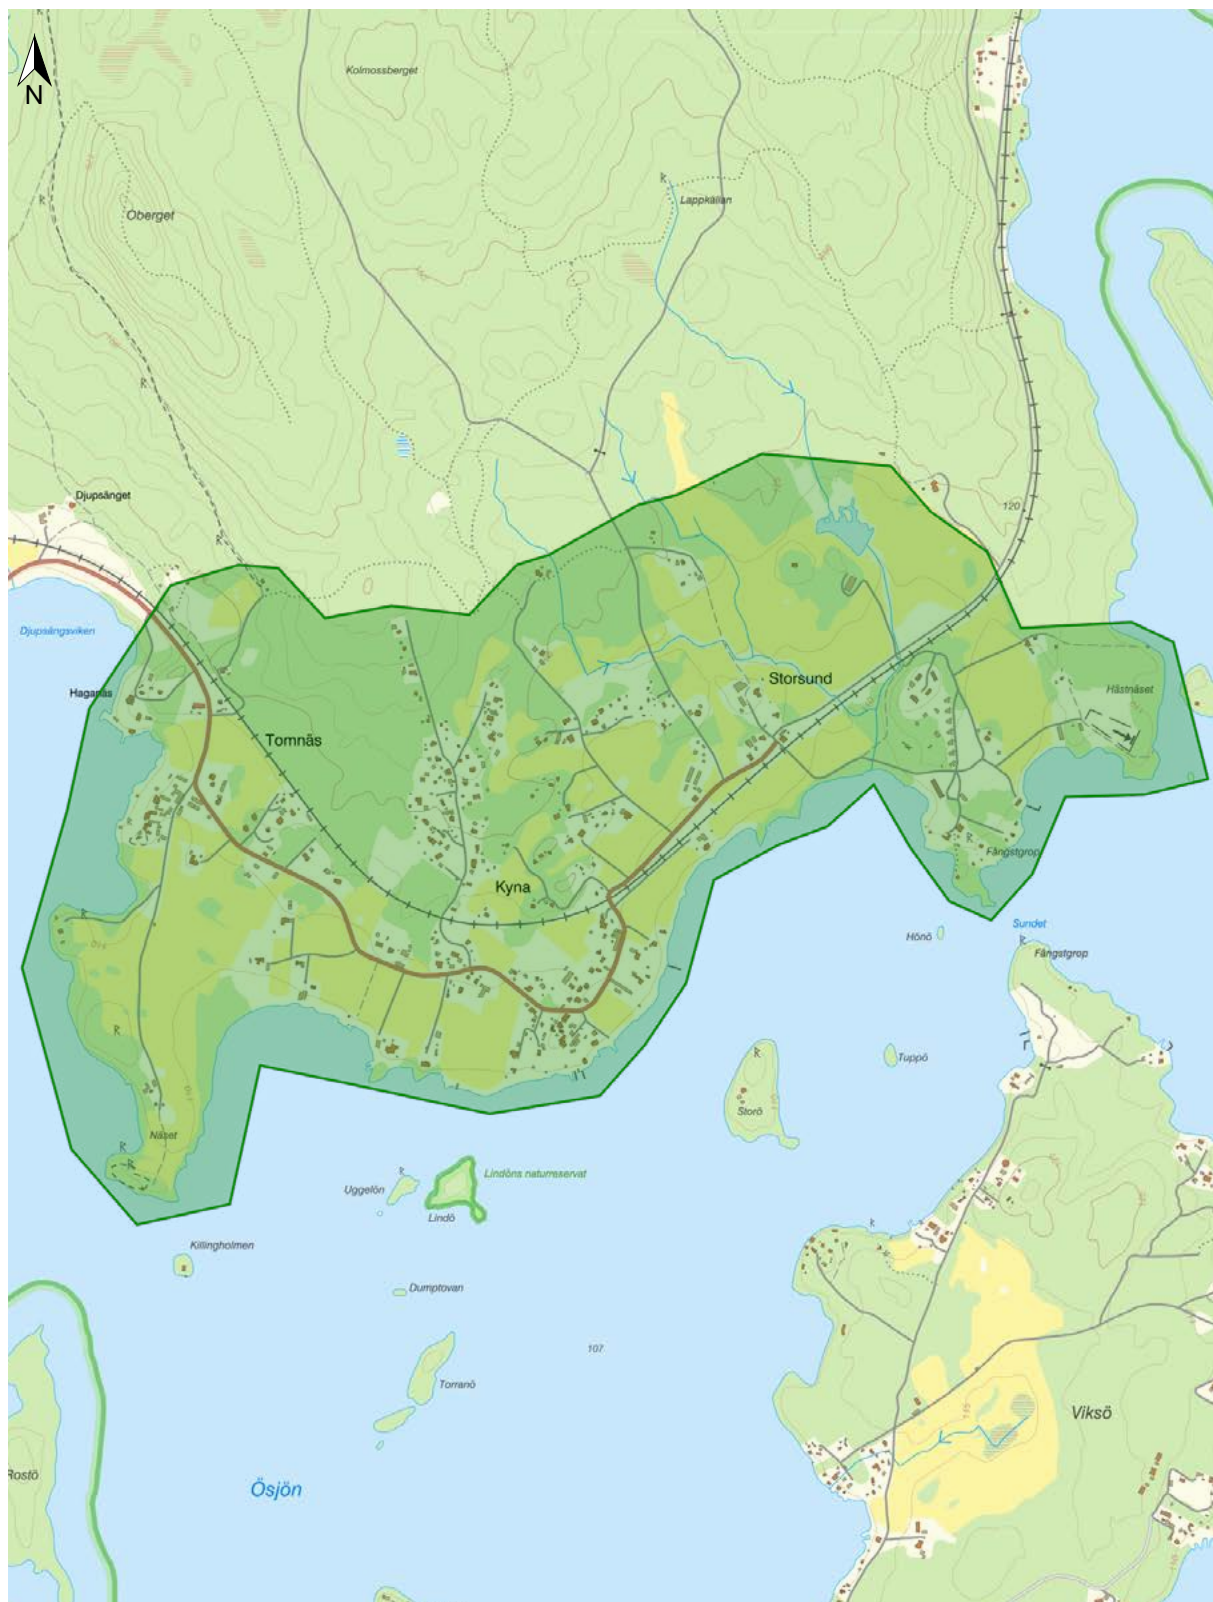 N
Kolmossberget
Lappkällan
Oberget
Djupsänget
120
Djupsängsviken
Haganäs
Storsund
Hästnäset
Tomnäs
Fångstgrop
Kyna
Sundet
Hönö
Fångstgrop
Tuppö
Storö
Näset
Lindöns naturreservat
Uggelön
Lindö
Killingholmen
Dumptovan
107
Torranö
Viksö
Rostö
Ösjön